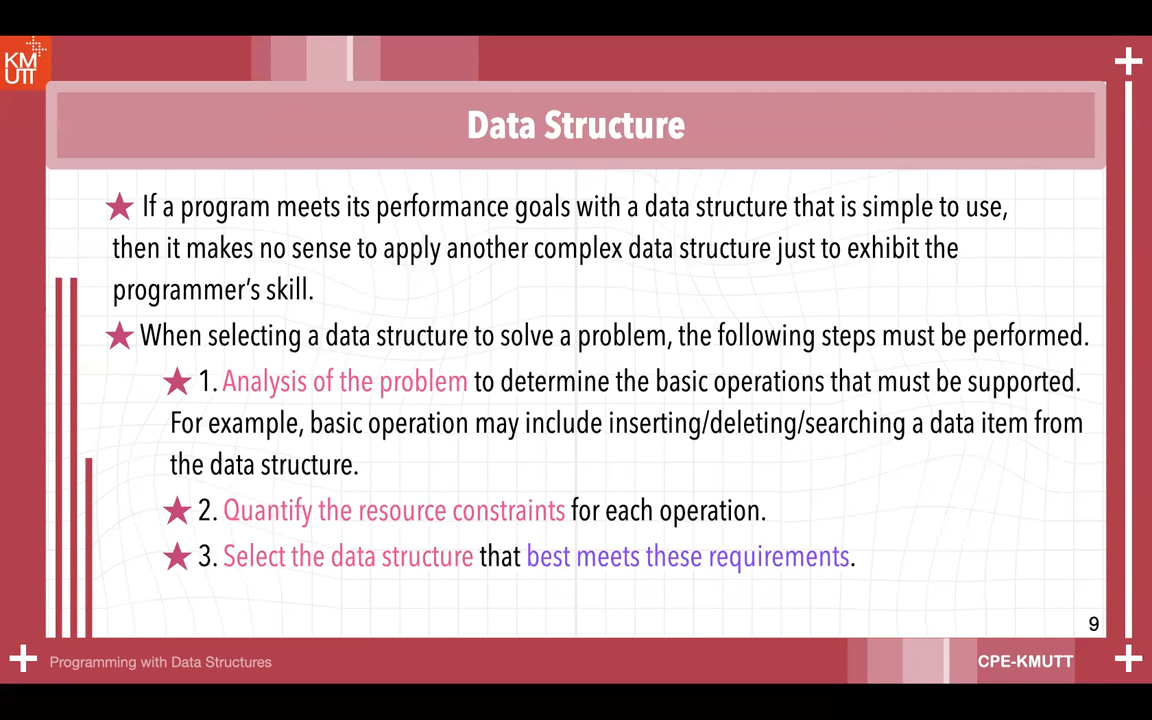 KM
UTT
Data Structure
If a program meets its performance goals with a data structure that is simple to use,
then it makes no sense to apply another complex data structure just to exhibit the
programmer’s skill.
When selecting a data structure to solve a problem, the following steps must be performed.
1. Analysis of the problem to determine the basic operations that must be supported.
For example, basic operation may include inserting/deleting/searching a data item from
the data structure.
2. Quantify the resource constraints for each operation.
3. Select the data structure that best meets these requirements.
9
Programming with Data Structures
CPE-KMUTT